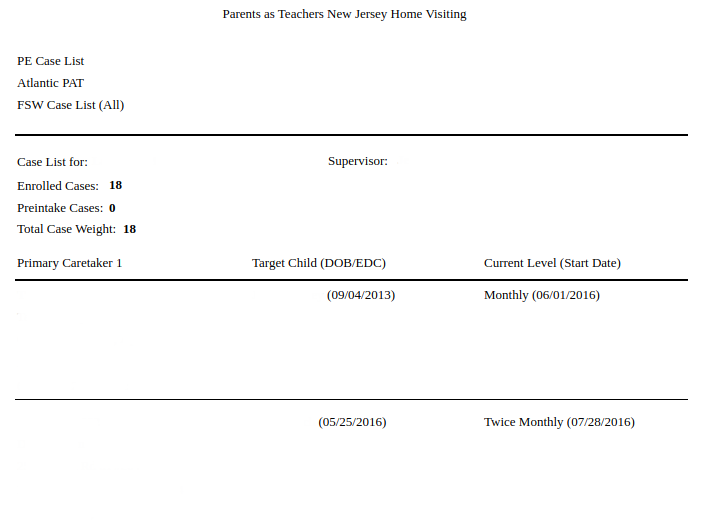 Parents as Teachers New Jersey Home Visiting
PE Case List
Atlantic PAT
FSW Case List (All)
Case List for: Supervisor:
Enrolled Cases: 18
Preintake Cases: 0
Total Case Weight: 18
Primary Caretaker 1 Target Child (DOB/EDC) Current Level (Start Date)
(09/04/2013) Monthly (06/01/2016)
(05/25/2016) Twice Monthly (07/28/2016)